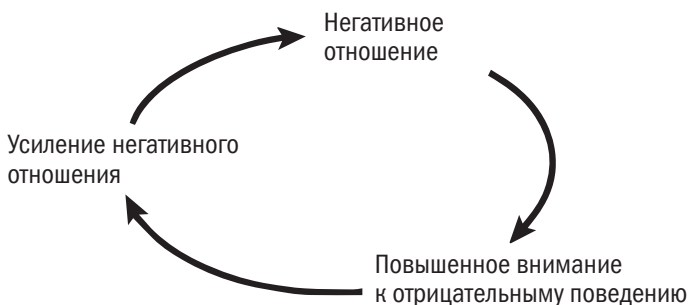 Негативное
отношение
Усиление негативного
отношения
Повышенное внимание
к отрицательному поведению